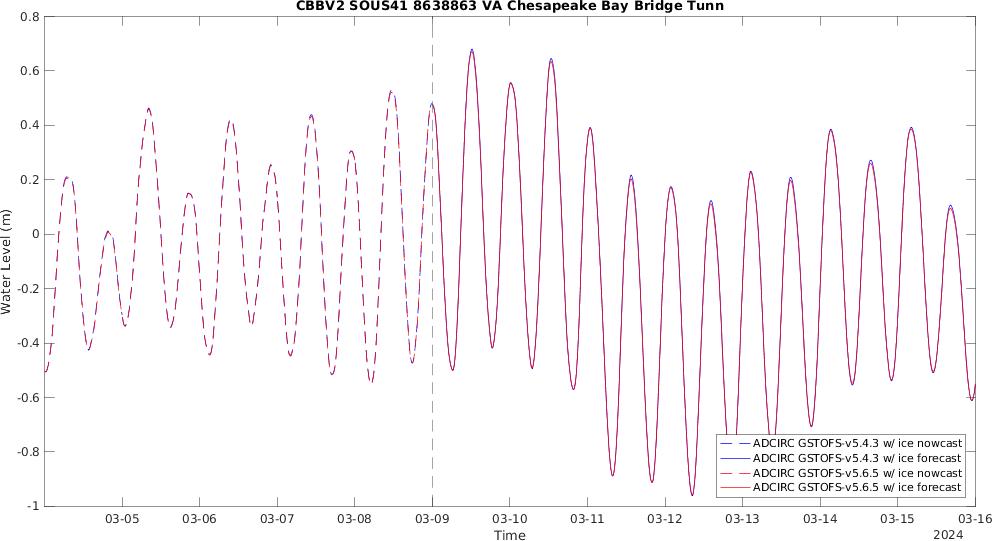 CBBV2 SOUS41 8638863 VA Chesapeake Bay Bridge Tunn
0.8
0.6
0.4
0.2
0
-0.2
-0.4
-0.6
-0.8
-1
Water Level (m)
ADCIRC GSTOFS-v5.4.3 w/ ice nowcast
ADCIRC GSTOFS-v5.4.3 w/ ice forecast
ADCIRC GSTOFS-v5.6.5 w/ ice nowcast
ADCIRC GSTOFS-v5.6.5 w/ ice forecast
03-05 03-06 03-07 03-08 03-09 03-10 03-11 03-12 03-13 03-14 03-15 03-16
Time
2024